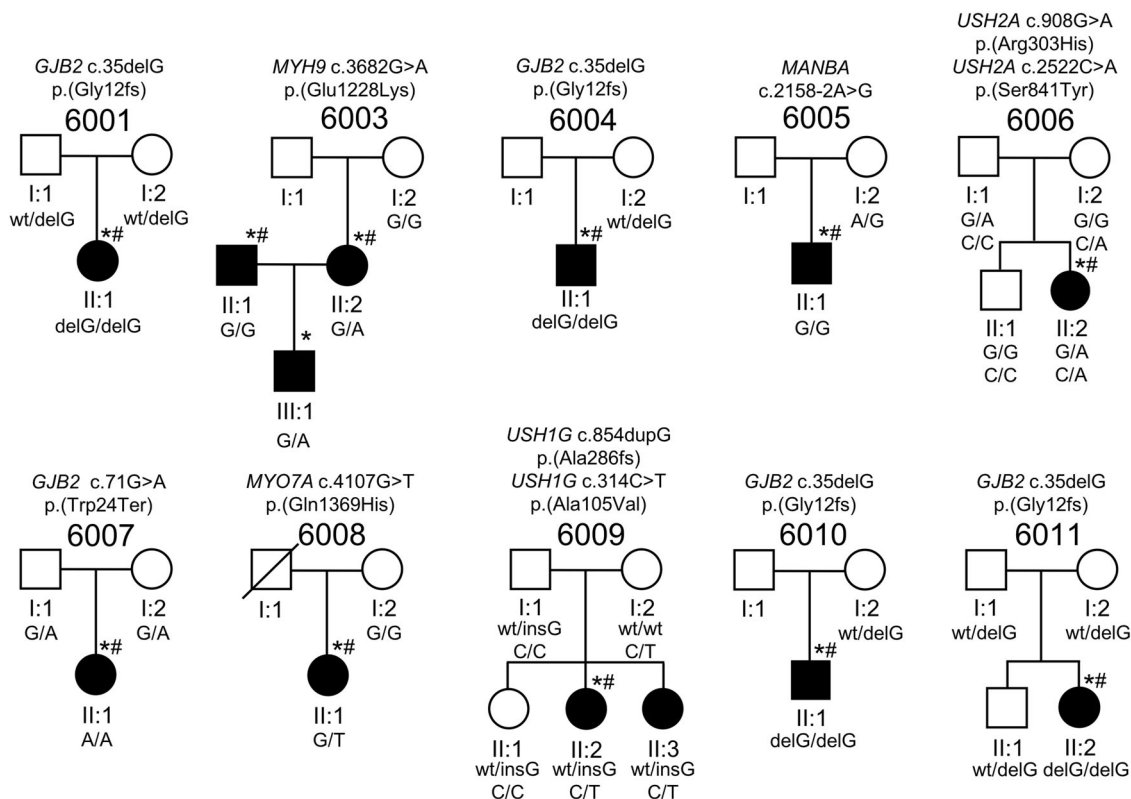 GJB2 c.35delG
p.(Gly12fs)
6001
I:1
wt/delG
I:2
wt/delG
*#
II:1
delG/delG
MYH9 c.3682G>A
p.(Glu1228Lys)
6003
I:1
I:2
G/G
*#
*#
II:1
G/G
II:2
G/A
*
III:1
G/A
GJB2 c.35delG
p.(Gly12fs)
6004
I:1
I:2
wt/delG
*#
II:1
delG/delG
MANBA
c.2158-2A>G
6005
I:1
I:2
A/G
*#
II:1
G/G
USH2A c.908G>A
p.(Arg303His)
USH2A c.2522C>A
p.(Ser841Tyr)
6006
I:1
G/A
C/C
I:2
G/G
C/A
*#
II:1
G/G
C/C
II:2
G/A
C/A
GJB2 c.71G>A
p.(Trp24Ter)
6007
I:1
G/A
I:2
G/A
*#
II:1
A/A
MYO7A c.4107G>T
p.(Gln1369His)
6008
I:1
I:2
G/G
*#
II:1
G/T
USH1G c.854dupG
p.(Ala286fs)
USH1G c.314C>T
p.(Ala105Val)
6009
I:1
wt/insG
C/C
I:2
wt/wt
C/T
*#
II:1
wt/insG
C/C
II:2
wt/insG
C/T
II:3
wt/insG
C/T
GJB2 c.35delG
p.(Gly12fs)
6010
I:1
I:2
wt/delG
*#
II:1
delG/delG
GJB2 c.35delG
p.(Gly12fs)
6011
I:1
wt/delG
I:2
wt/delG
*#
II:1
wt/delG
II:2
delG/delG